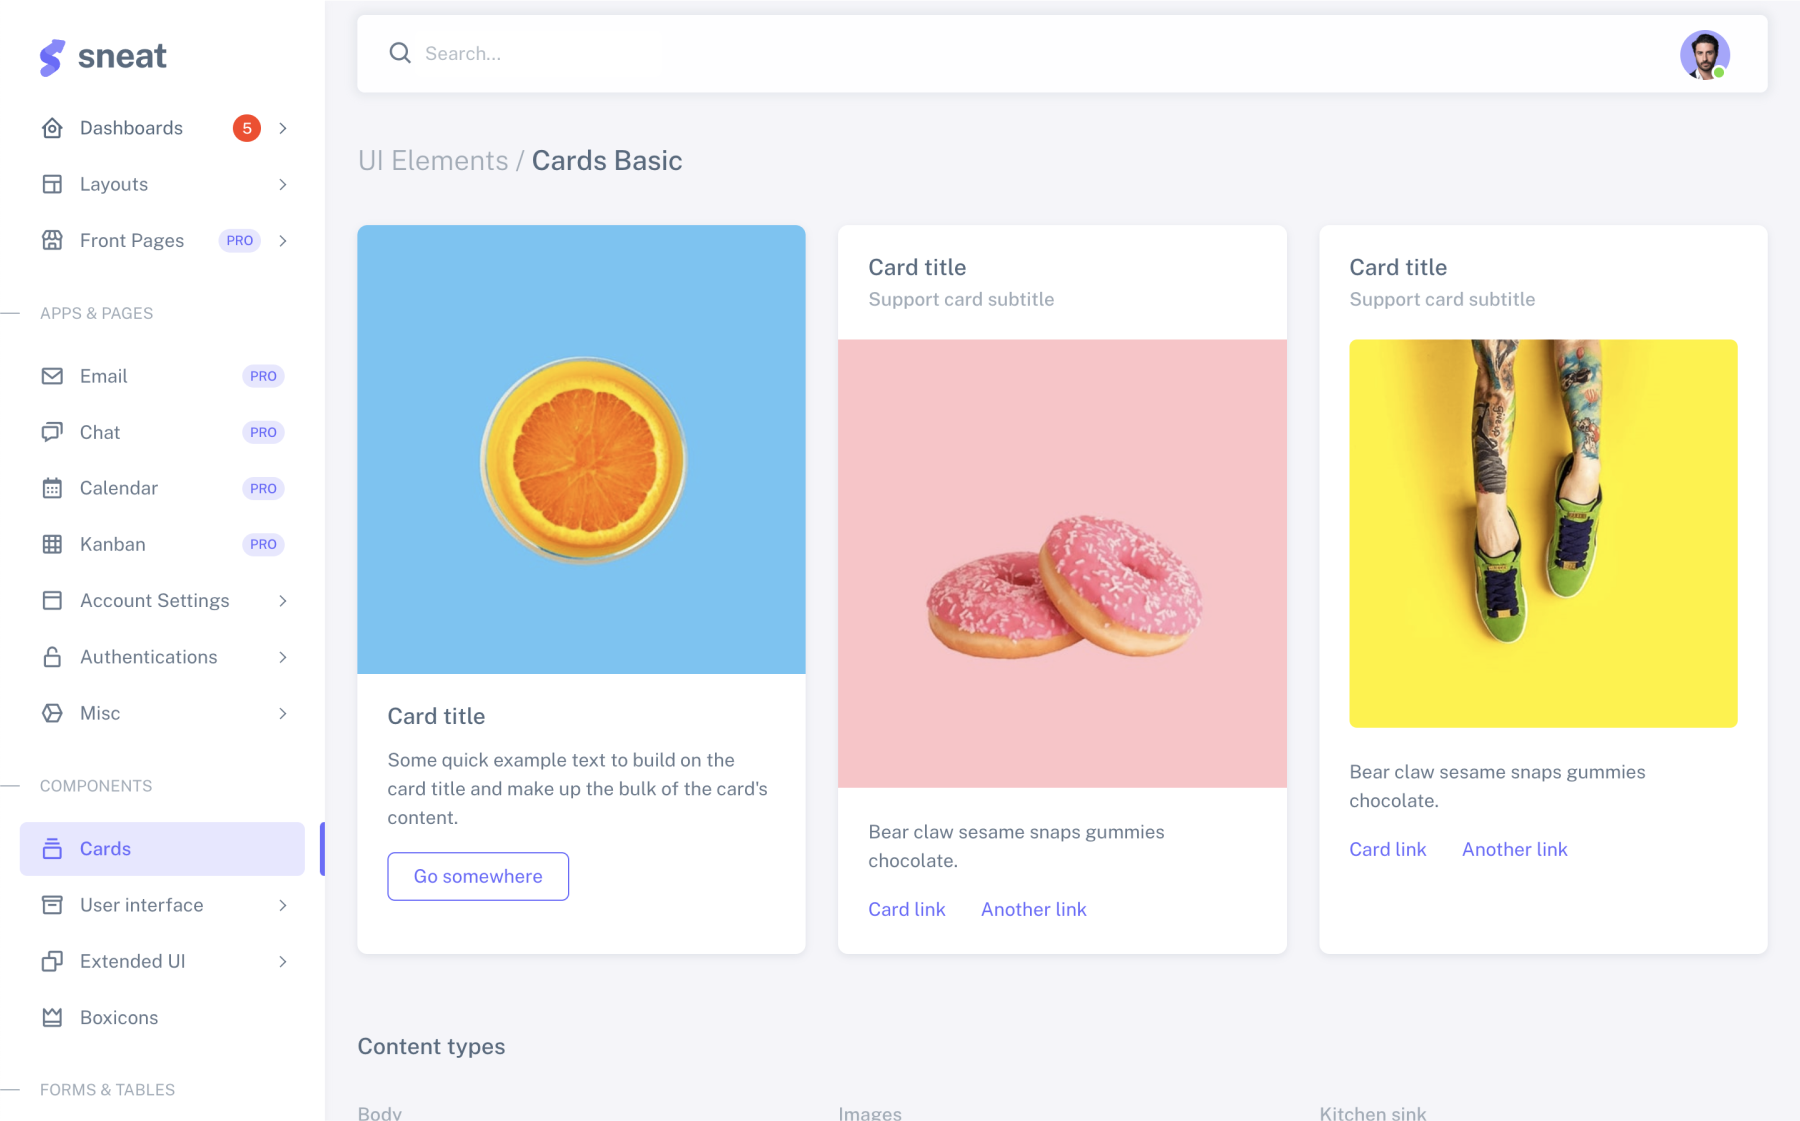 sneat
Search...
Dashboards 5
Layouts
Front Pages PRO
APPS & PAGES
Email PRO
Chat PRO
Calendar PRO
Kanban PRO
Account Settings
Authentications
Misc
COMPONENTS
Cards
User interface
Extended UI
Boxicons
FORMS & TABLES
UI Elements / Cards Basic
Card title
Some quick example text to build on the
card title and make up the bulk of the card's
content.
Go somewhere
Card title
Support card subtitle
Bear claw sesame snaps gummies
chocolate.
Card link Another link
Card title
Support card subtitle
Bear claw sesame snaps gummies
chocolate.
Card link Another link
Content types
Body
Images
Kitchen sink